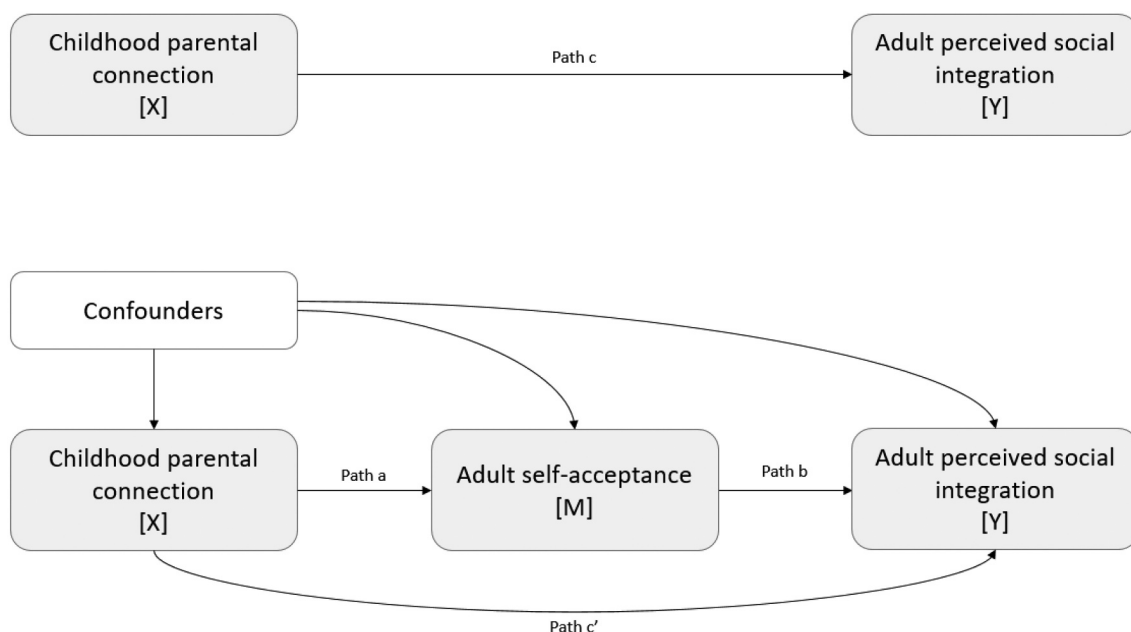 Childhood parental
connection
[X]
Path c
Adult perceived social
integration
[Y]
Confounders
Childhood parental
connection
[X]
Path a
Adult self-acceptance
[M]
Path b
Adult perceived social
integration
[Y]
Path c’